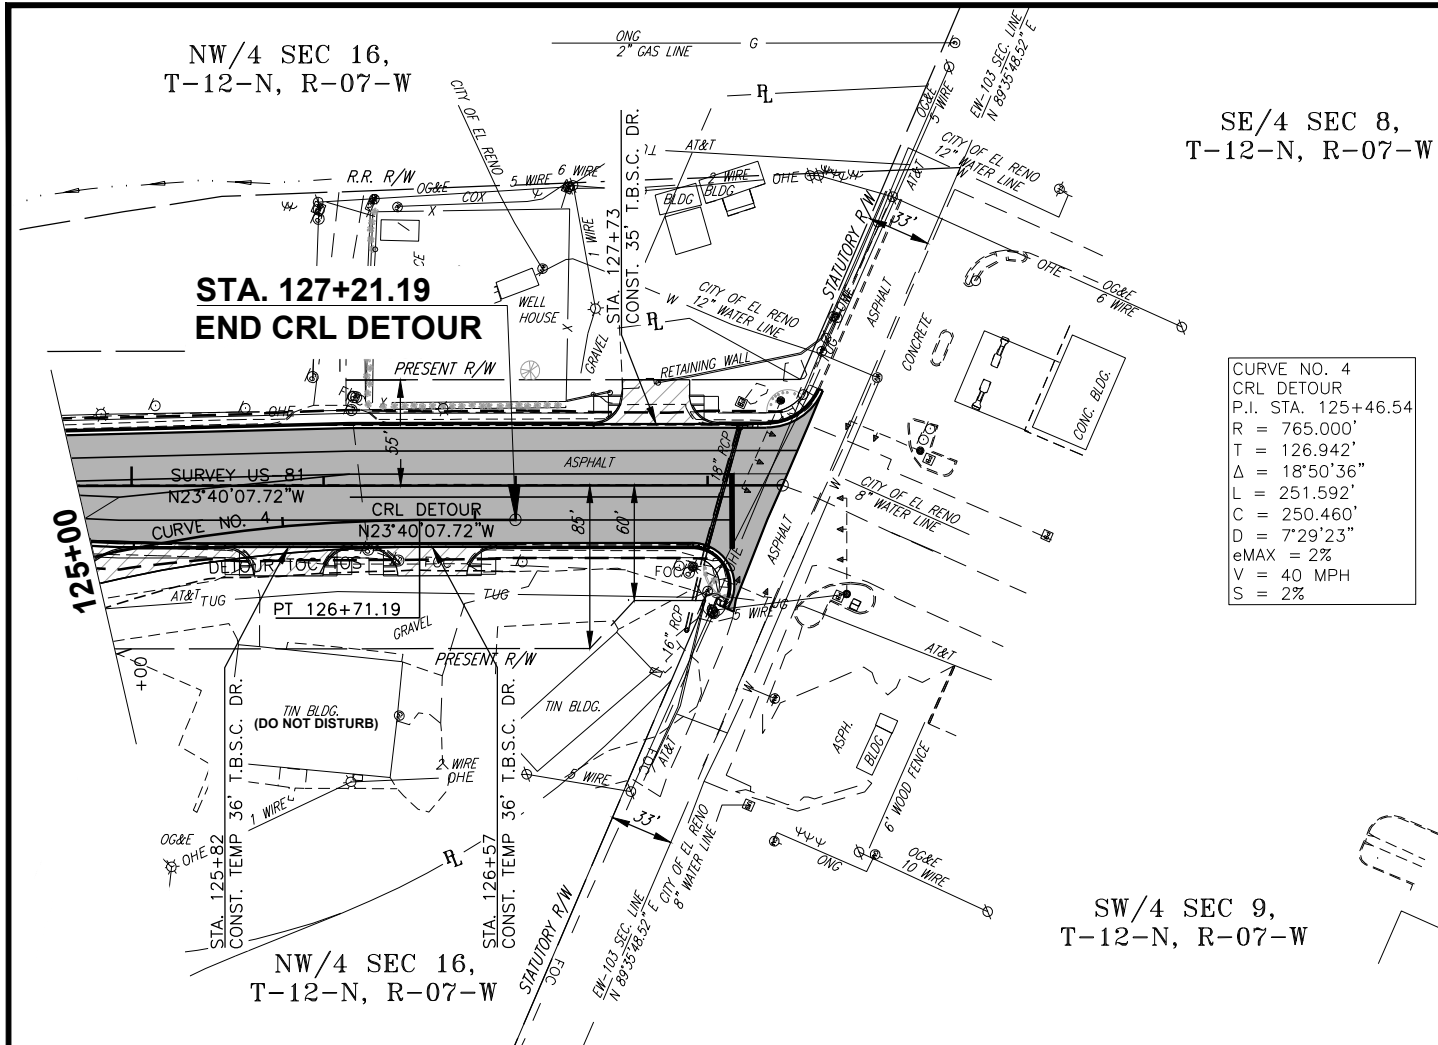 NW/4 SEC 16,
T-12-N, R-07-W
ONG
2" GAS LINE
G
PL
EW-103 SEC. LINE
N 89°35'48.52" E
SE/4 SEC 8,
T-12-N, R-07-W
CITY OF EL RENO
OG&E
5 WIRE
CITY OF EL RENO
12" WATER LINE
W
AT&T
AT&T
R.R. R/W
OG&E
5 WIRE
6 WIRE
COX
X
2 WIRE
OHE
BLDG
BLDG
1 WIRE
STA. 127+73
CONST. 35' T.B.S.C. DR.
STATUTORY R/W
33'
OHE
OG&E
6 WIRE
STA. 127+21.19
END CRL DETOUR
WELL
HOUSE
X
W
CITY OF EL RENO
12" WATER LINE
PL
OHE
ASPHALT
CONCRETE
GRAVEL
RETAINING WALL
PRESENT R/W
CONC. BLDG.
CURVE NO. 4
CRL DETOUR
P.I. STA. 125+46.54
R = 765.000'
T = 126.942'
Δ = 18°50'36"
L = 251.592'
C = 250.460'
D = 7°29'23"
eMAX = 2%
V = 40 MPH
S = 2%
OHE
X
55'
ASPHALT
18" RCP
SURVEY US-81
N23°40'07.72"W
CRL DETOUR
N23°40'07.72"W
CURVE NO. 4
85'
60'
W
CITY OF EL RENO
8" WATER LINE
ASPHALT
OHE
125+00
DETOUR TOC TOS
FOC
FOC
AT&T
TUG
TUG
TUG
5 WIRE
PT 126+71.19
GRAVEL
16" RCP
PRESENT R/W
AT&T
+00
TIN BLDG.
(DO NOT DISTURB)
TIN BLDG.
W
ASPH.
BLDG
6' WOOD FENCE
2 WIRE
OHE
5 WIRE
FOC
AT&T
1 WIRE
OG&E
OHE
33'
CITY OF EL RENO
8" WATER LINE
ONG
OG&E
10 WIRE
PL
STA. 125+82
CONST. TEMP 36' T.B.S.C. DR.
STA. 126+57
CONST. TEMP 36' T.B.S.C. DR.
STATUTORY R/W
FOC
EW-103 SEC. LINE
N 89°35'48.52" E
SW/4 SEC 9,
T-12-N, R-07-W
NW/4 SEC 16,
T-12-N, R-07-W